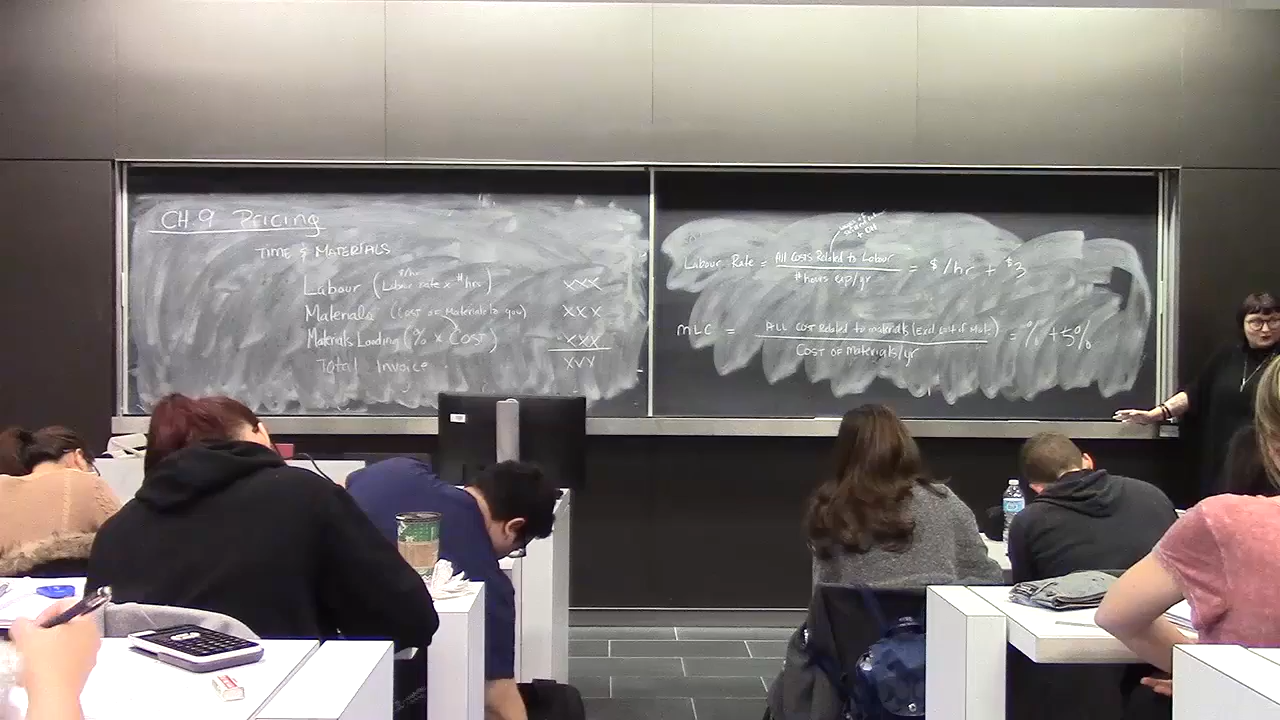 CH 9 Pricing
TIME & MATERIALS
$/hr
Labour (Labour rate x # hrs) XXX
Materials (Cost of Materials to you) XXX
Materials Loading (% x COST) XXX
Total Invoice XXX
Labour Rate = All Costs Related to Labour = $/hr + $3
# hours exp/yr
MLC = ALL COST Related to materials (Excl cost of Mat.) = % + 5%
COST OF Materials/yr